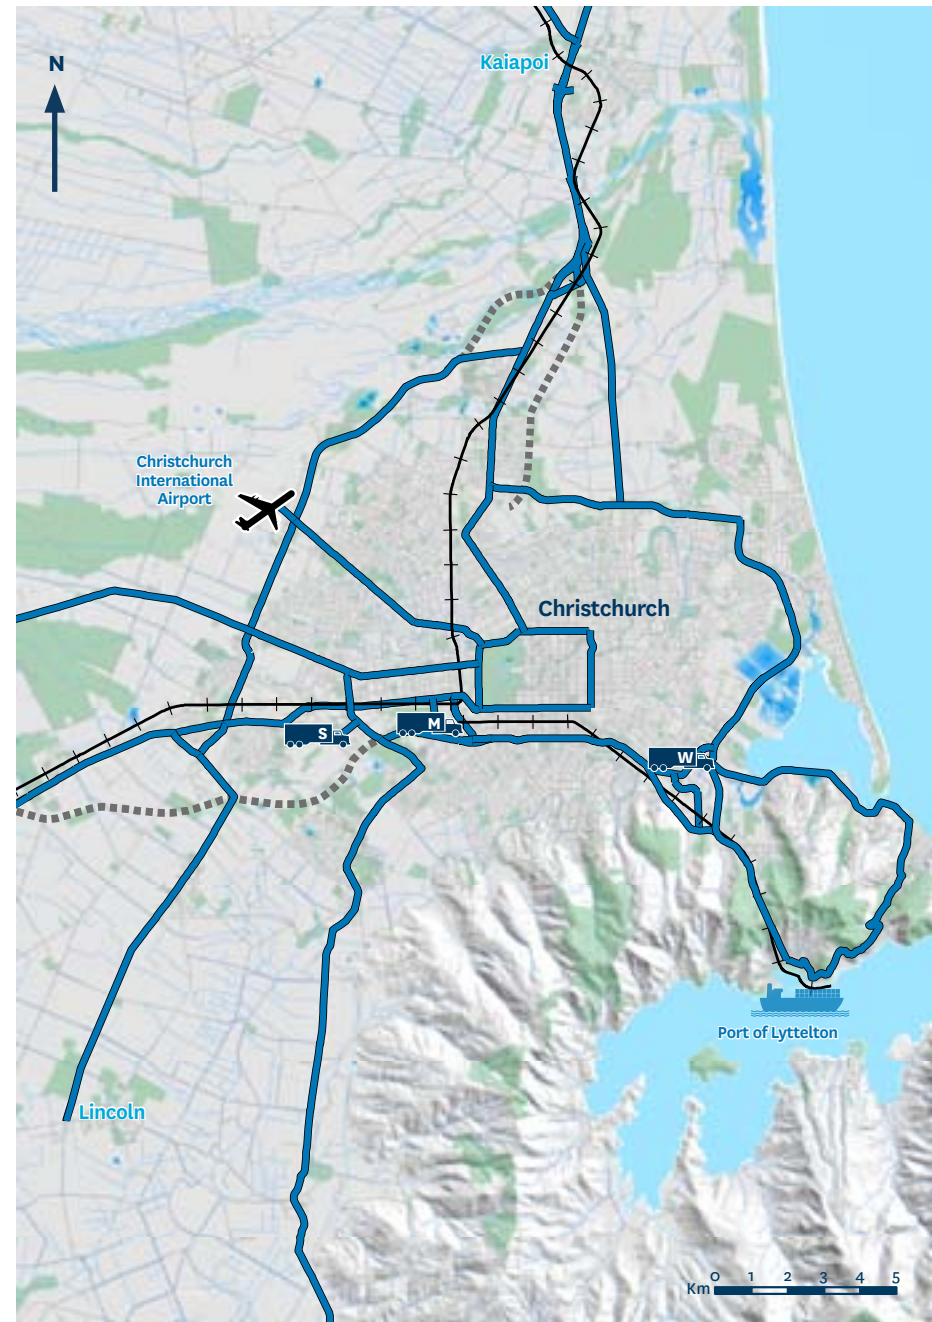 Kaiapoi
N
Christchurch
International
Airport
Christchurch
M
S
W
Port of Lyttelton
Lincoln
Km 0 1 2 3 4 5